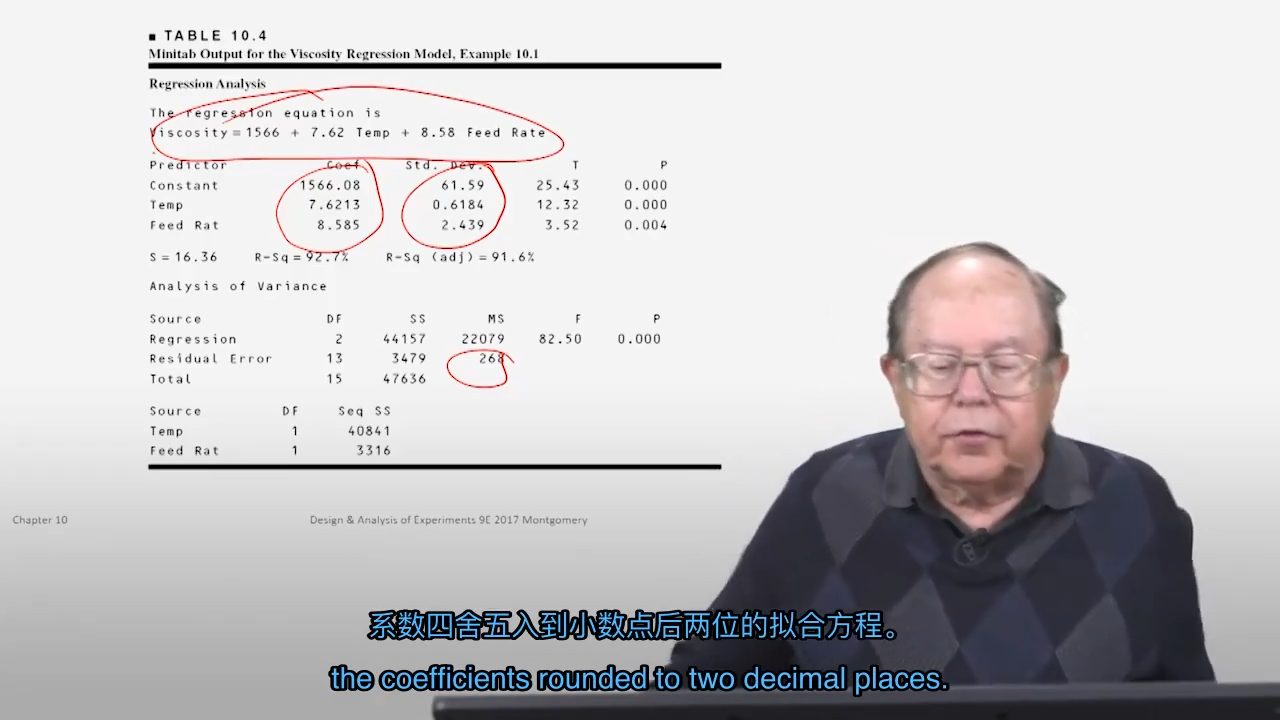 ■ TABLE 10.4
Minitab Output for the Viscosity Regression Model, Example 10.1
Regression Analysis
The regression equation is
Viscosity = 1566 + 7.62 Temp + 8.58 Feed Rate
Predictor Coef Std. Dev. T P
Constant 1566.08 61.59 25.43 0.000
Temp 7.6213 0.6184 12.32 0.000
Feed Rat 8.585 2.439 3.52 0.004
S = 16.36 R-Sq = 92.7% R-Sq (adj) = 91.6%
Analysis of Variance
Source DF SS MS F P
Regression 2 44157 22079 82.50 0.000
Residual Error 13 3479 268
Total 15 47636
Source DF Seq SS
Temp 1 40841
Feed Rat 1 3316
Chapter 10 Design & Analysis of Experiments 9E 2017 Montgomery
系数四舍五入到小数点后两位的拟合方程。
the coefficients rounded to two decimal places.